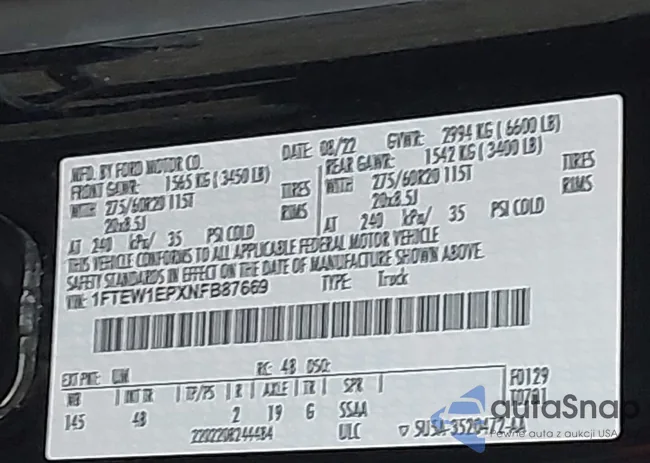 MFD. BY FORD MOTOR CO. DATE: 08/22 GVWR: 2994 KG (6600 LB)
FRONT GAWR: 1565 KG (3450 LB) REAR GAWR: 1542 KG (3400 LB)
WITH 275/60R20 115T TIRES WITH 275/60R20 115T TIRES
20x8.5J RIMS 20x8.5J RIMS
AT 240 kPa/ 35 PSI COLD AT 240 kPa/ 35 PSI COLD
THIS VEHICLE CONFORMS TO ALL APPLICABLE FEDERAL MOTOR VEHICLE
SAFETY STANDARDS IN EFFECT ON THE DATE OF MANUFACTURE SHOWN ABOVE.
VIN: 1FTEW1EPXNFB87669 TYPE: Truck
EXT PNT: UM RC: 48 DSO:
WB INT TR TP/PS R AXLE TR SPR F0129
145 2 19 6 SSAA
ULC
2202208244484
autaSnap
Pewne auta z aukcji USA